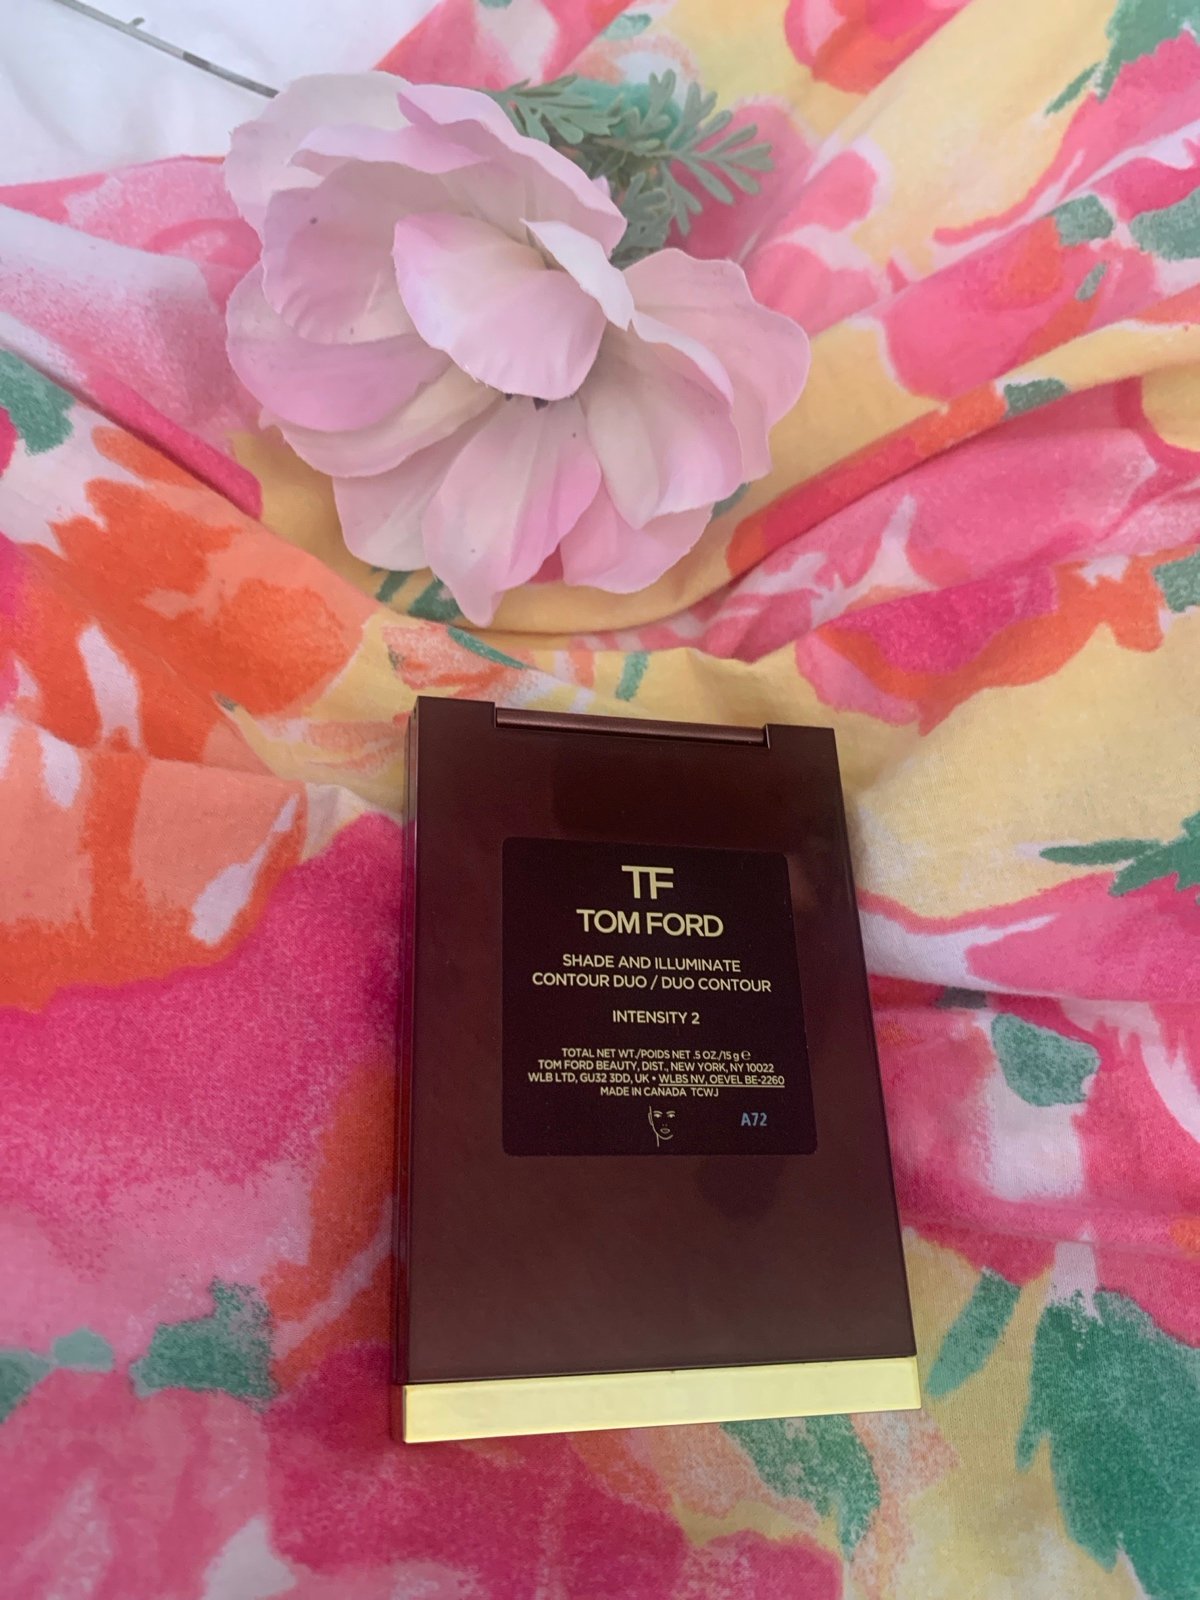 TF
TOM FORD
SHADE AND ILLUMINATE
CONTOUR DUO / DUO CONTOUR
INTENSITY 2
TOTAL NET WT./POIDS NET .5 OZ./15 g ℮
TOM FORD BEAUTY, DIST., NEW YORK, NY 10022
WLB LTD, GU32 3DD, UK • WLBS NV, OEVEL BE-2260
MADE IN CANADA TCWJ
A72